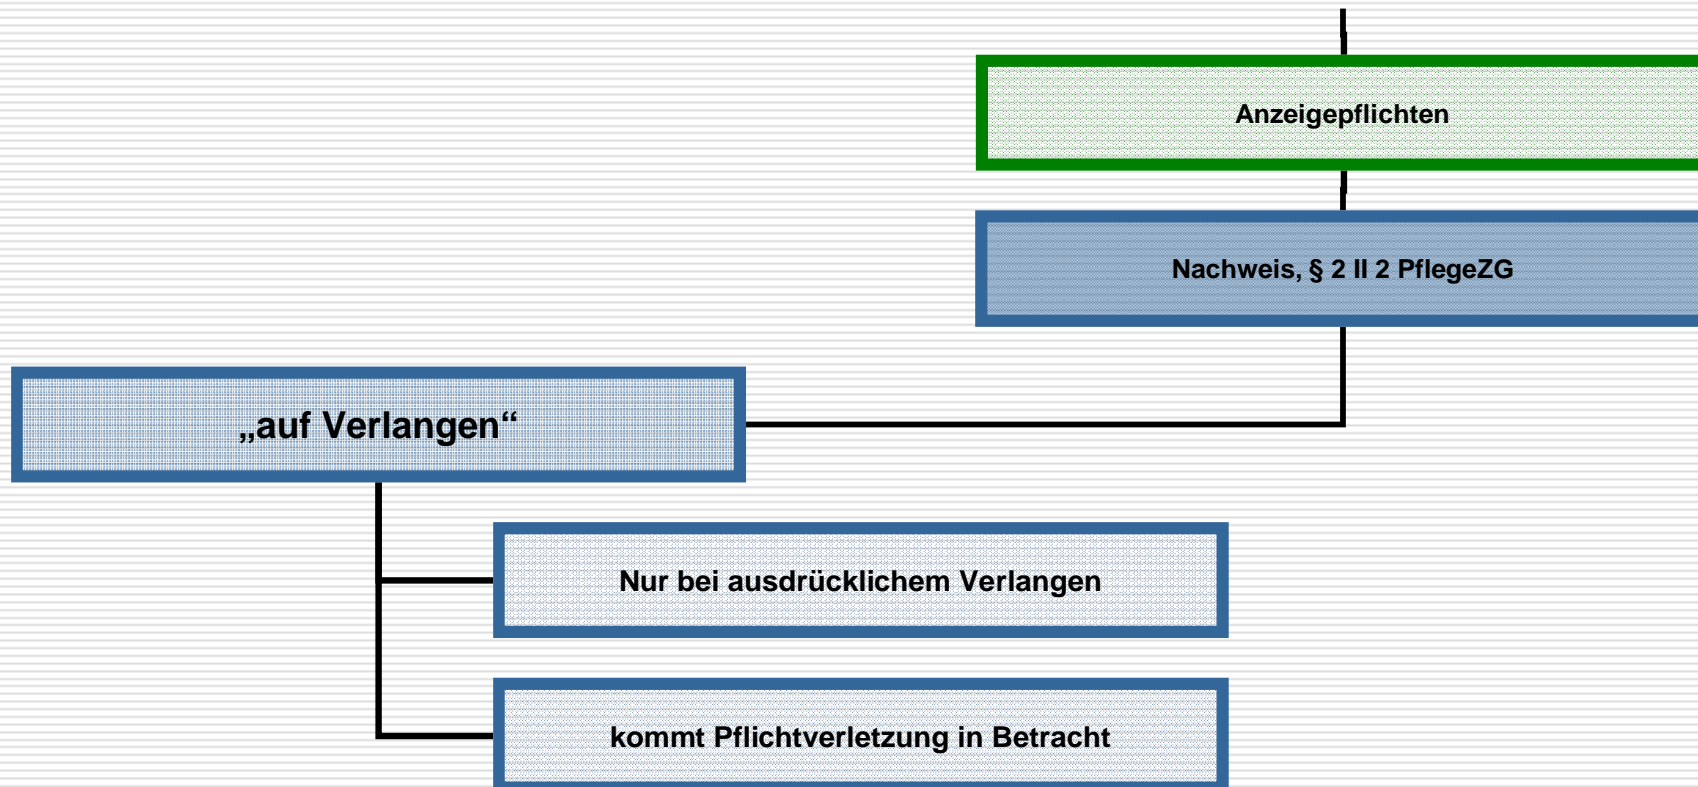 Anzeigepflichten
Nachweis, § 2 II 2 PflegeZG
„auf Verlangen“
Nur bei ausdrücklichem Verlangen
kommt Pflichtverletzung in Betracht